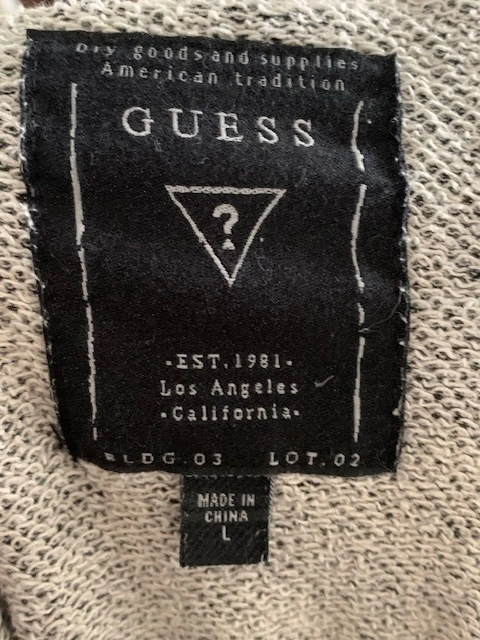 Dry goods and supplies
American tradition
GUESS
?
·EST.1981·
Los Angeles
·California·
BLDG.03 LOT.02
MADE IN
CHINA
L